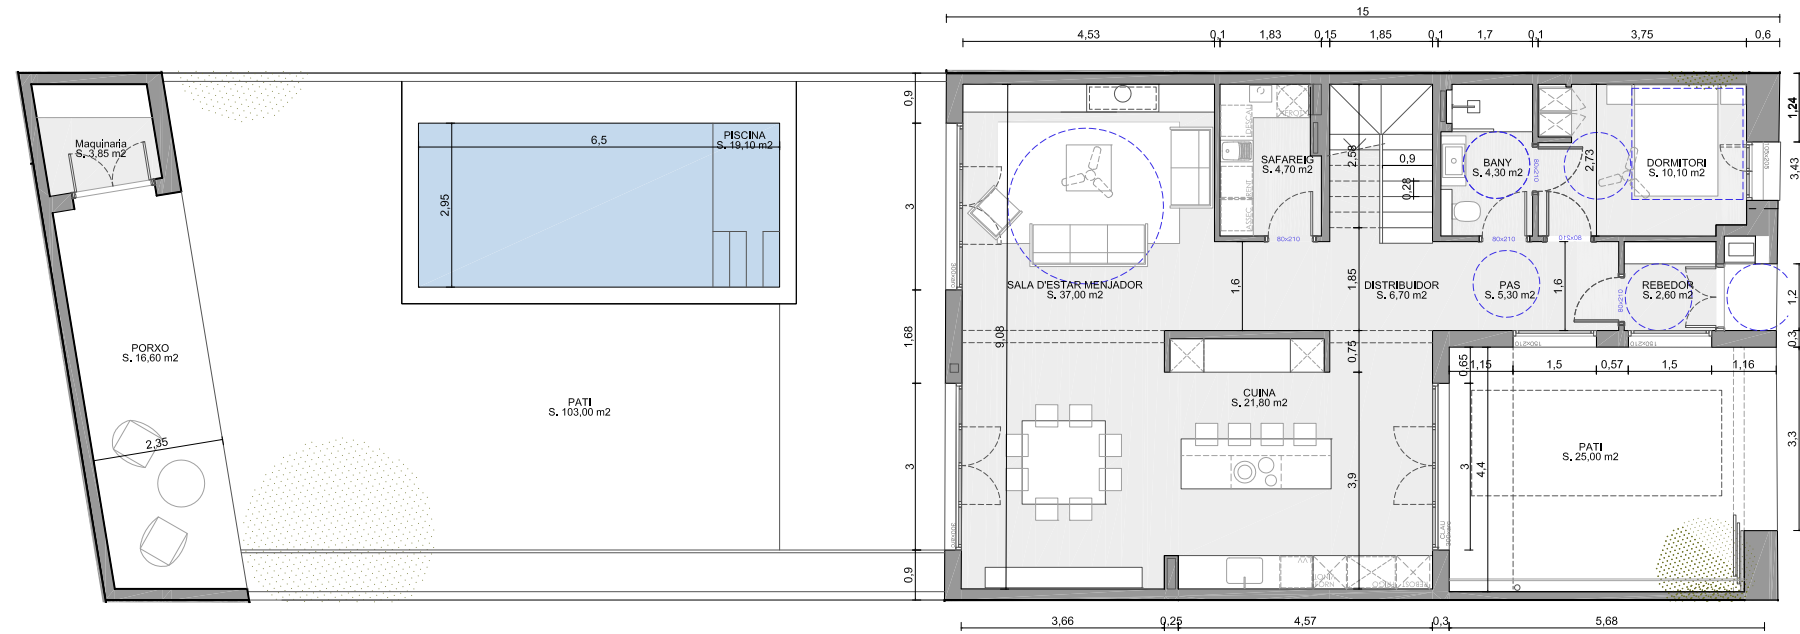 15
4,53
0,1
1,83
0,15
1,85
0,1
1,7
0,1
3,75
0,6
0,9
3
1,68
3
0,9
Maquinaria
S. 3,85 m2
6,5
2,95
PISCINA
S. 19,10 m2
PORXO
S. 16,60 m2
2,35
PATI
S. 103,00 m2
SALA D'ESTAR MENJADOR
S. 37,00 m2
9,08
SAFAREIG
S. 4,70 m2
80x210
1,6
2,58
0,9
0,28
1,85
DISTRIBUIDOR
S. 6,70 m2
0,75
3,9
BANY
S. 4,30 m2
80x210
80x210
80x210
2,73
DORMITORI
S. 10,10 m2
PAS
S. 5,30 m2
1,6
80x210
REBEDOR
S. 2,60 m2
1,24
3,43
1,2
0,3
3,3
150x210
150x210
0,65
1,15
1,5
0,57
1,5
1,16
CUINA
S. 21,80 m2
3
4,4
PATI
S. 25,00 m2
3,66
0,25
4,57
0,3
5,68